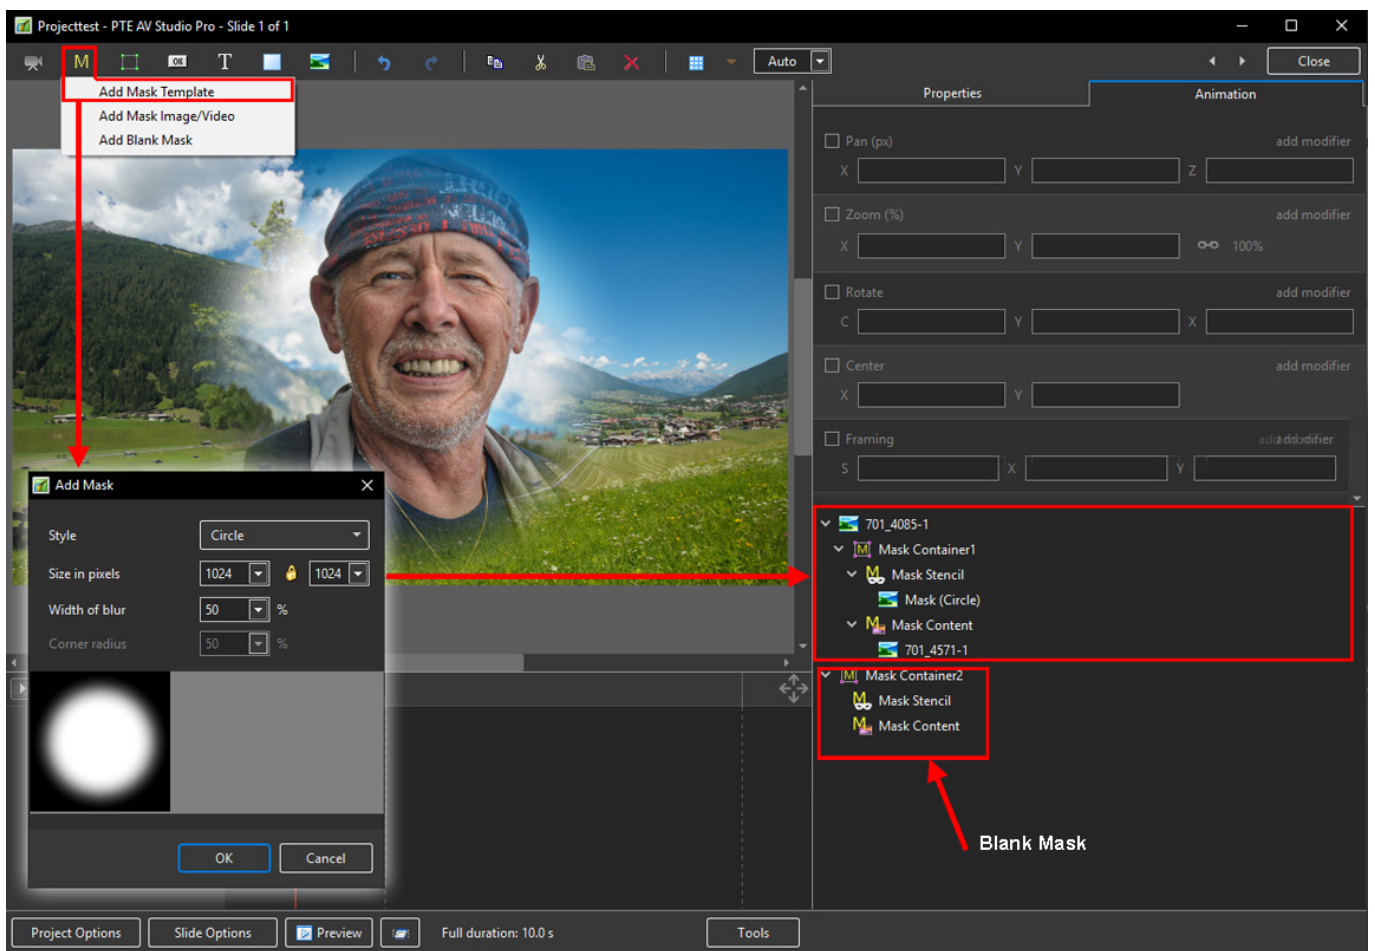 Projecttest - PTE AV Studio Pro - Slide 1 of 1
M OK T Auto Close
Add Mask Template
Add Mask Image/Video
Add Blank Mask
Properties Animation
Pan (px) add modifier
X Y Z
Zoom (%) add modifier
X Y 100%
Rotate add modifier
C Y X
Center add modifier
X Y
Framing
S X Y
Add Mask
Style Circle
Size in pixels 1024 1024
Width of blur 50 %
Corner radius 50 %
OK Cancel
701_4085-1
Mask Container1
Mask Stencil
Mask (Circle)
Mask Content
701_4571-1
Mask Container2
Mask Stencil
Mask Content
Blank Mask
Project Options Slide Options Preview Full duration: 10.0 s Tools